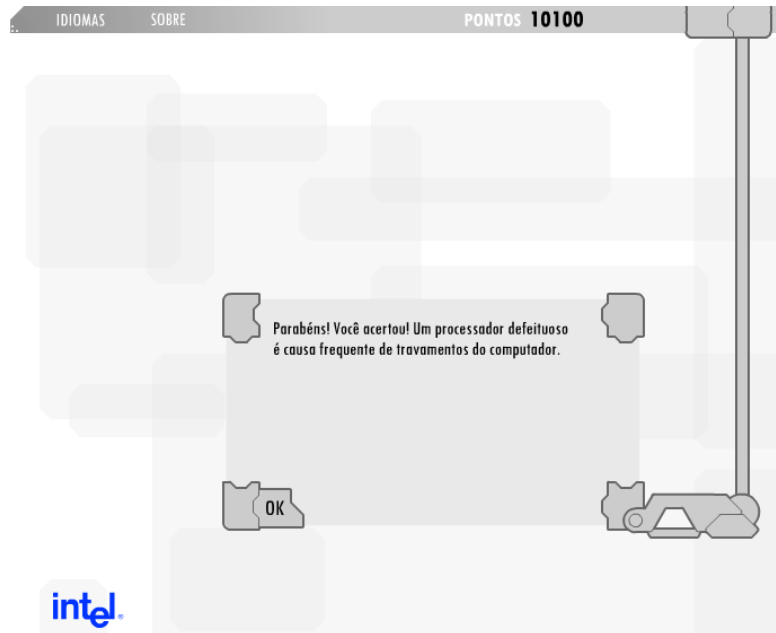 IDIOMAS SOBRE PONTOS 10100
Parabéns! Você acertou! Um processador defeituoso
é causa frequente de travamentos do computador.
OK
intel.